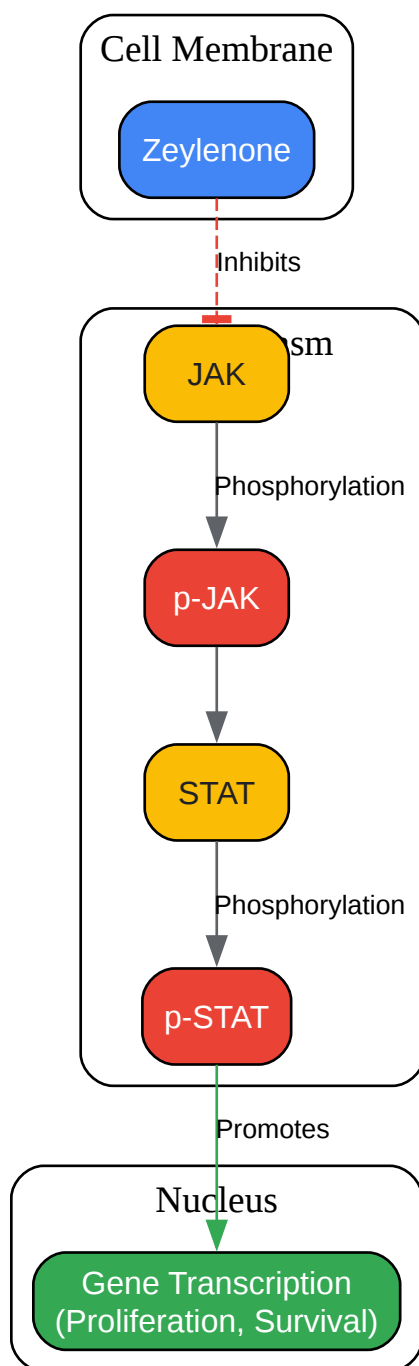 Cell Membrane
Zeylenone
Inhibits
JAK
Phosphorylation
p-JAK
STAT
Phosphorylation
p-STAT
Promotes
Nucleus
Gene Transcription
(Proliferation, Survival)